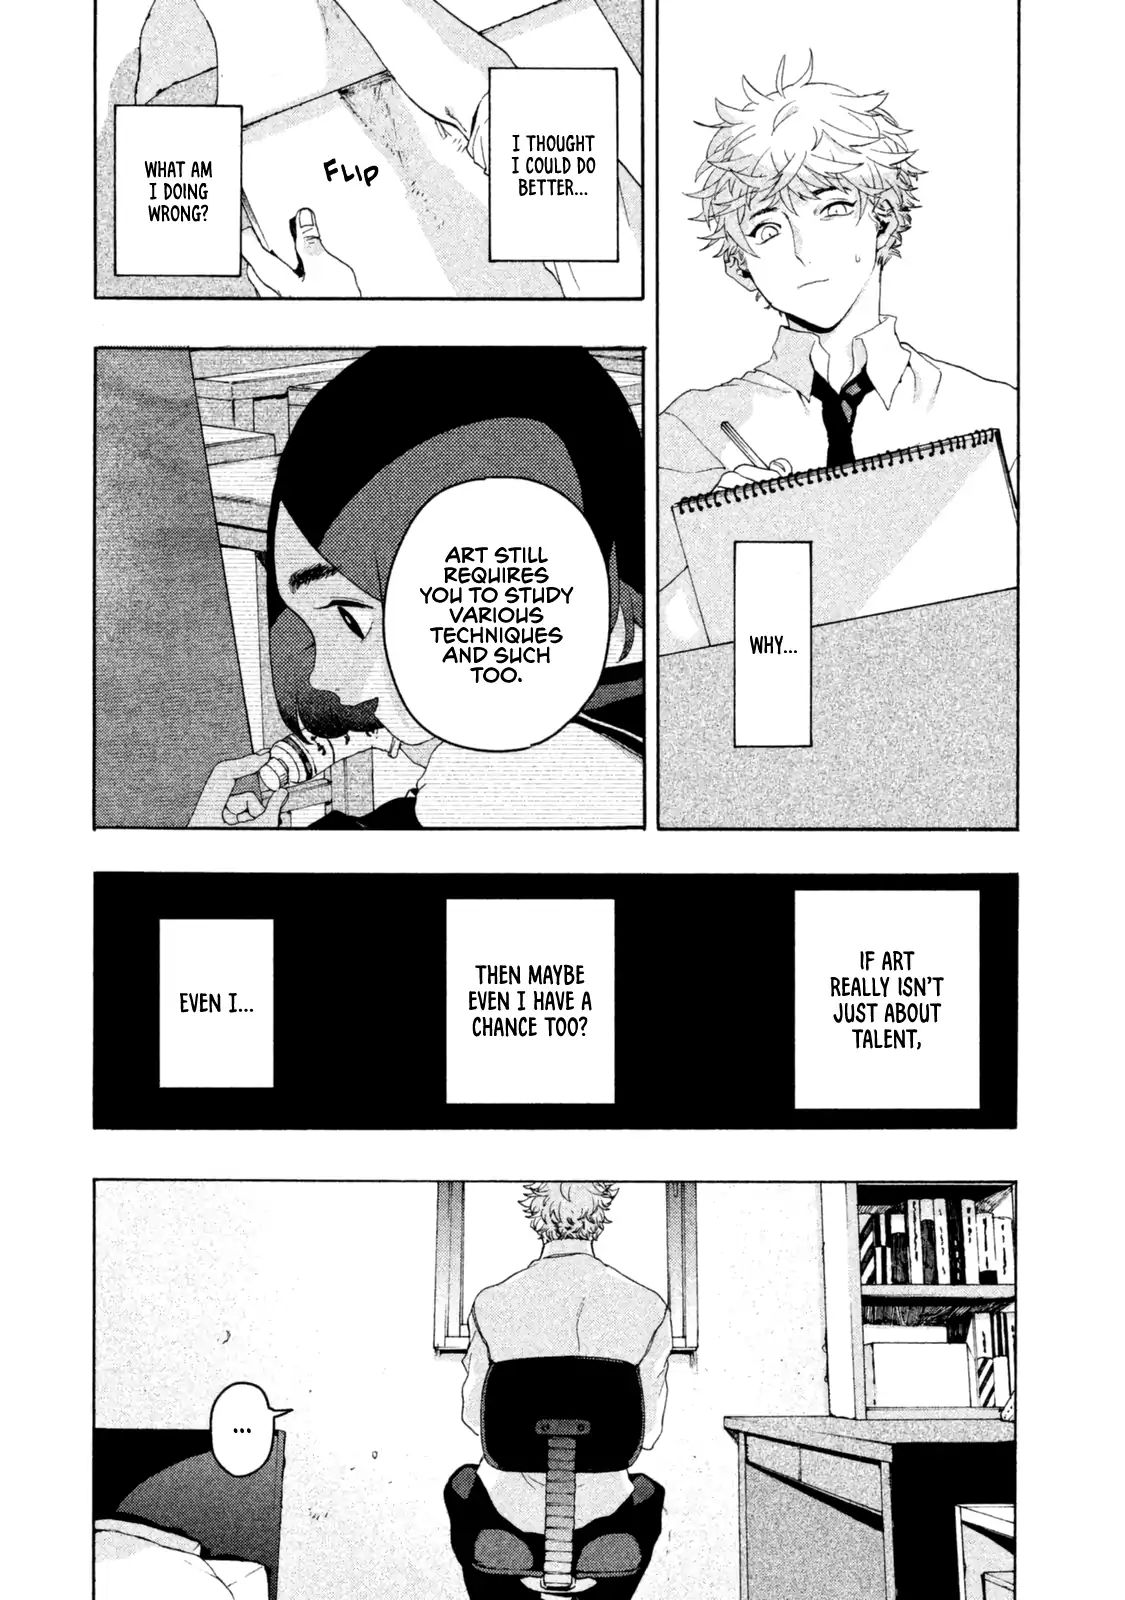 WHY...
I THOUGHT
I COULD DO
BETTER...
FLIP
WHAT AM
I DOING
WRONG?
ART STILL
REQUIRES
YOU TO STUDY
VARIOUS
TECHNIQUES
AND SUCH
TOO.
IF ART
REALLY ISN'T
JUST ABOUT
TALENT,
THEN MAYBE
EVEN I HAVE A
CHANCE TOO?
EVEN I...
...